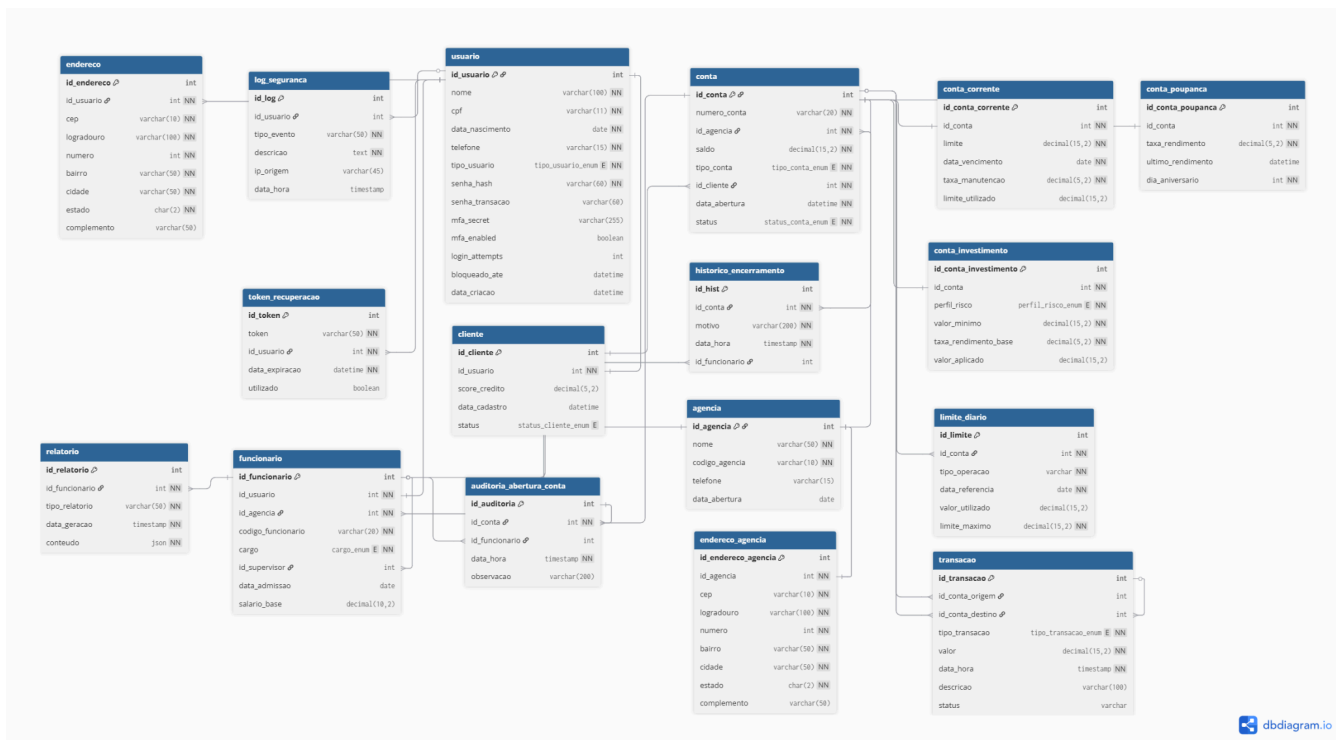 endereco
id_endereco int
id_usuario int NN
cep varchar(10) NN
logradouro varchar(100) NN
numero int NN
bairro varchar(50) NN
cidade varchar(50) NN
estado char(2) NN
complemento varchar(50)
log_seguranca
id_log int
id_usuario int
tipo_evento varchar(50) NN
descricao text NN
ip_origem varchar(45)
data_hora timestamp
usuario
id_usuario int
nome varchar(100) NN
cpf varchar(11) NN
data_nascimento date NN
telefone varchar(15) NN
tipo_usuario tipo_usuario_enum E NN
senha_hash varchar(60) NN
senha_transacao varchar(60)
mfa_secret varchar(255)
mfa_enabled boolean
login_attempts int
bloqueado_ate datetime
data_criacao datetime
conta
id_conta int
numero_conta varchar(20) NN
id_agencia int NN
saldo decimal(15,2) NN
tipo_conta tipo_conta_enum E NN
id_cliente int NN
data_abertura datetime NN
status status_conta_enum E NN
conta_corrente
id_conta_corrente int
id_conta int NN
limite decimal(15,2) NN
data_vencimento date NN
taxa_manutencao decimal(5,2) NN
limite_utilizado decimal(15,2)
conta_poupanca
id_conta_poupanca int
id_conta int NN
taxa_rendimento decimal(5,2) NN
ultimo_rendimento datetime
dia_aniversario int NN
token_recuperacao
id_token int
token varchar(50) NN
id_usuario int NN
data_expiracao datetime NN
utilizado boolean
cliente
id_cliente int
id_usuario int NN
score_credito decimal(5,2)
data_cadastro datetime
status status_cliente_enum E
historico_encerramento
id_hist int
id_conta int NN
motivo varchar(200) NN
data_hora timestamp NN
id_funcionario int
conta_investimento
id_conta_investimento int
id_conta int NN
perfil_risco perfil_risco_enum E NN
valor_minimo decimal(15,2) NN
taxa_rendimento_base decimal(5,2) NN
valor_aplicado decimal(15,2)
relatorio
id_relatorio int
id_funcionario int NN
tipo_relatorio varchar(50) NN
data_geracao timestamp NN
conteudo json NN
funcionario
id_funcionario int
id_usuario int NN
id_agencia int NN
codigo_funcionario varchar(20) NN
cargo cargo_enum E NN
id_supervisor int
data_admissao date
salario_base decimal(10,2)
auditoria_abertura_conta
id_auditoria int
id_conta int NN
id_funcionario int
data_hora timestamp NN
observacao varchar(200)
agencia
id_agencia int
nome varchar(50) NN
codigo_agencia varchar(10) NN
telefone varchar(15)
data_abertura date
limite_diario
id_limite int
id_conta int NN
tipo_operacao varchar NN
data_referencia date NN
valor_utilizado decimal(15,2)
limite_maximo decimal(15,2) NN
endereco_agencia
id_endereco_agencia int
id_agencia int NN
cep varchar(10) NN
logradouro varchar(100) NN
numero int NN
bairro varchar(50) NN
cidade varchar(50) NN
estado char(2) NN
complemento varchar(50)
transacao
id_transacao int
id_conta_origem int
id_conta_destino int
tipo_transacao tipo_transacao_enum E NN
valor decimal(15,2) NN
data_hora timestamp NN
descricao varchar(100)
status varchar
dbdiagram.io